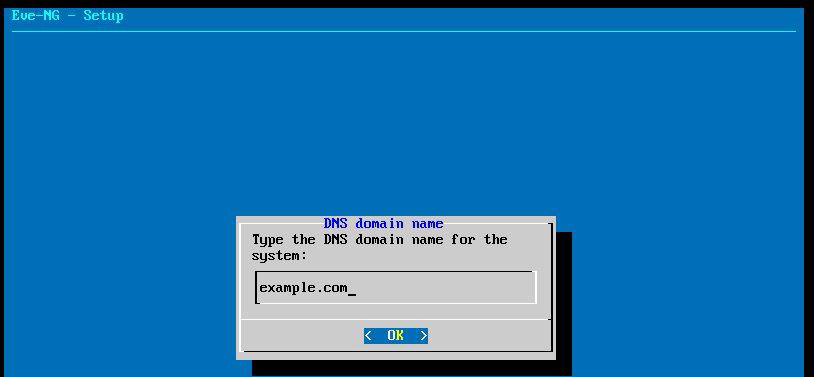 Eve-NG - Setup
DNS domain name
Type the DNS domain name for the
system:
example.com_
< OK >